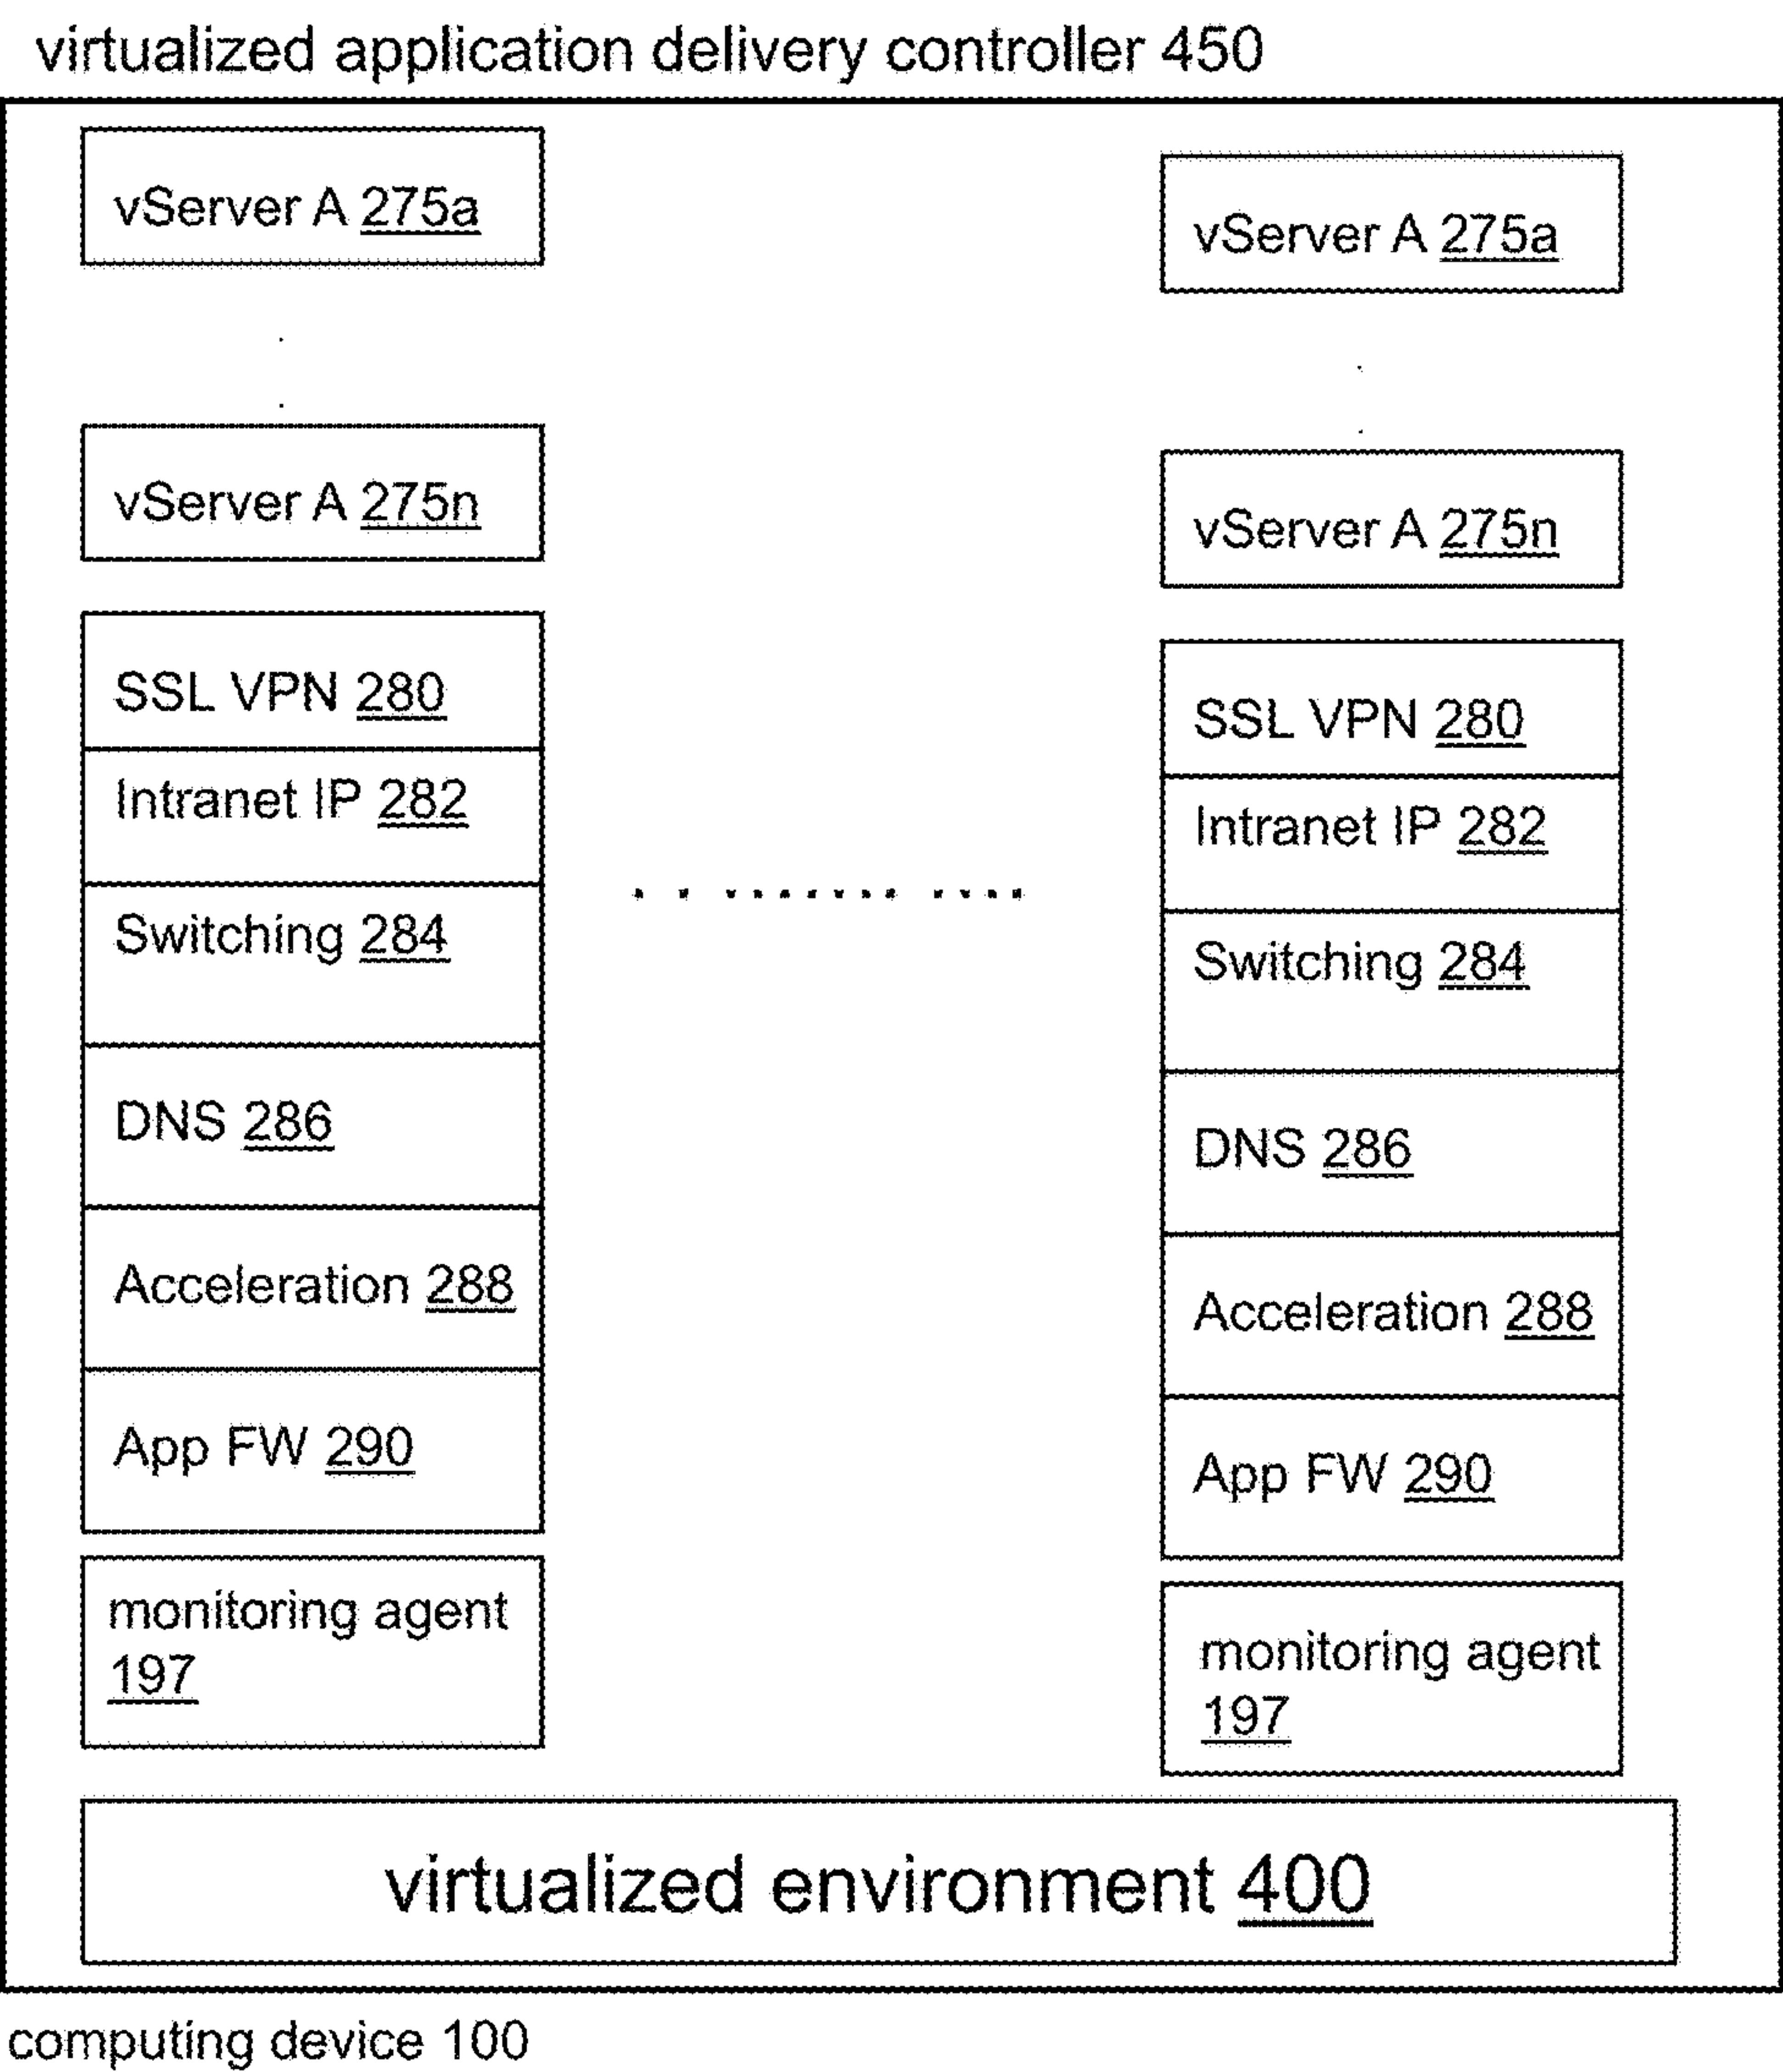 virtualized application delivery controller 450
vServer A 275a
vServer A 275n
SSL VPN 280
Intranet IP 282
Switching 284
DNS 286
Acceleration 288
App FW 290
monitoring agent
197
vServer A 275a
vServer A 275n
SSL VPN 280
Intranet IP 282
Switching 284
DNS 286
Acceleration 288
App FW 290
monitoring agent
197
virtualized environment 400
computing device 100